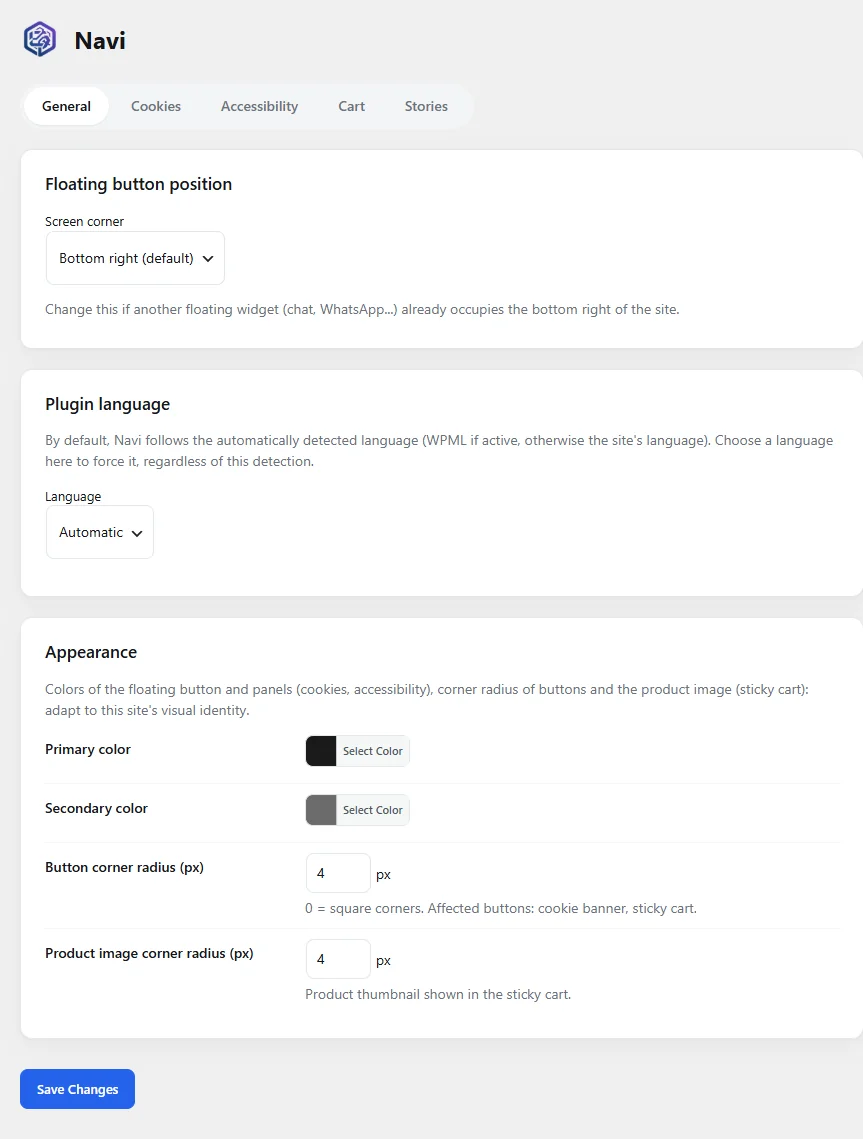 Navi
General Cookies Accessibility Cart Stories
Floating button position
Screen corner
Bottom right (default)
Change this if another floating widget (chat, WhatsApp...) already occupies the bottom right of the site.
Plugin language
By default, Navi follows the automatically detected language (WPML if active, otherwise the site's language). Choose a language
here to force it, regardless of this detection.
Language
Automatic
Appearance
Colors of the floating button and panels (cookies, accessibility), corner radius of buttons and the product image (sticky cart):
adapt to this site's visual identity.
Primary color Select Color
Secondary color Select Color
Button corner radius (px) 4 px
0 = square corners. Affected buttons: cookie banner, sticky cart.
Product image corner radius (px) 4 px
Product thumbnail shown in the sticky cart.
Save Changes